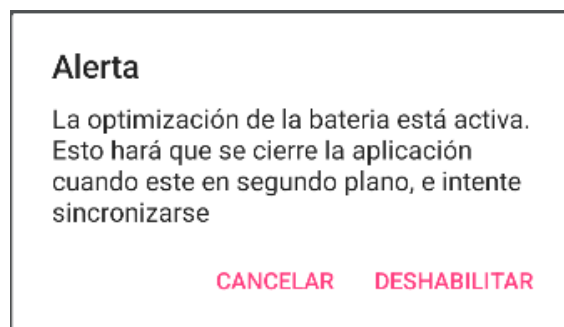 Alerta
La optimización de la bateria está activa.
Esto hará que se cierre la aplicación
cuando este en segundo plano, e intente
sincronizarse
CANCELAR DESHABILITAR